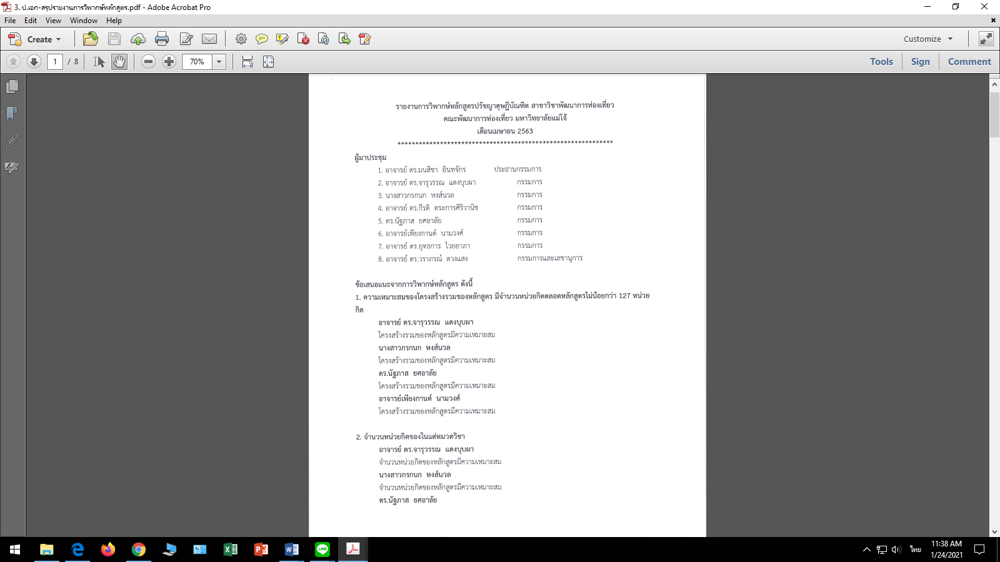 3. ป.เอก-สรุปรายงานการวิพากษ์หลักสูตร.pdf - Adobe Acrobat Pro
File Edit View Window Help
Create Customize
1 / 8 70% Tools Sign Comment
รายงานการวิพากษ์หลักสูตรปรัชญาดุษฎีบัณฑิต สาขาวิชาพัฒนาการท่องเที่ยว
คณะพัฒนาการท่องเที่ยว มหาวิทยาลัยแม่โจ้
เดือนเมษายน 2563
*************************************************************
ผู้มาประชุม
1. อาจารย์ ดร.มนสิชา อินทจักร ประธานกรรมการ
2. อาจารย์ ดร.จารุวรรณ แดงบุบผา กรรมการ
3. นางสาวกรกนก หงส์นวล กรรมการ
4. อาจารย์ ดร.กีรติ ตระการศิริวานิช กรรมการ
5. ดร.นัฐภาส ยศอาลัย กรรมการ
6. อาจารย์เพียงกานต์ นามวงศ์ กรรมการ
7. อาจารย์ ดร.ยุทธการ ไวยอาภา กรรมการ
8. อาจารย์ ดร.วราภรณ์ ดวงแสง กรรมการและเลขานุการ
ข้อเสนอแนะจากการวิพากษ์หลักสูตร ดังนี้
1. ความเหมาะสมของโครงสร้างรวมของหลักสูตร มีจำนวนหน่วยกิตตลอดหลักสูตรไม่น้อยกว่า 127 หน่วย
กิต
อาจารย์ ดร.จารุวรรณ แดงบุบผา
โครงสร้างรวมของหลักสูตรมีความเหมาะสม
นางสาวกรกนก หงส์นวล
โครงสร้างรวมของหลักสูตรมีความเหมาะสม
ดร.นัฐภาส ยศอาลัย
โครงสร้างรวมของหลักสูตรมีความเหมาะสม
อาจารย์เพียงกานต์ นามวงศ์
โครงสร้างรวมของหลักสูตรมีความเหมาะสม
2. จำนวนหน่วยกิตของในแต่หมวดวิชา
อาจารย์ ดร.จารุวรรณ แดงบุบผา
จำนวนหน่วยกิตของหลักสูตรมีความเหมาะสม
นางสาวกรกนก หงส์นวล
จำนวนหน่วยกิตของหลักสูตรมีความเหมาะสม
ดร.นัฐภาส ยศอาลัย
ไทย 11:38 AM
1/24/2021